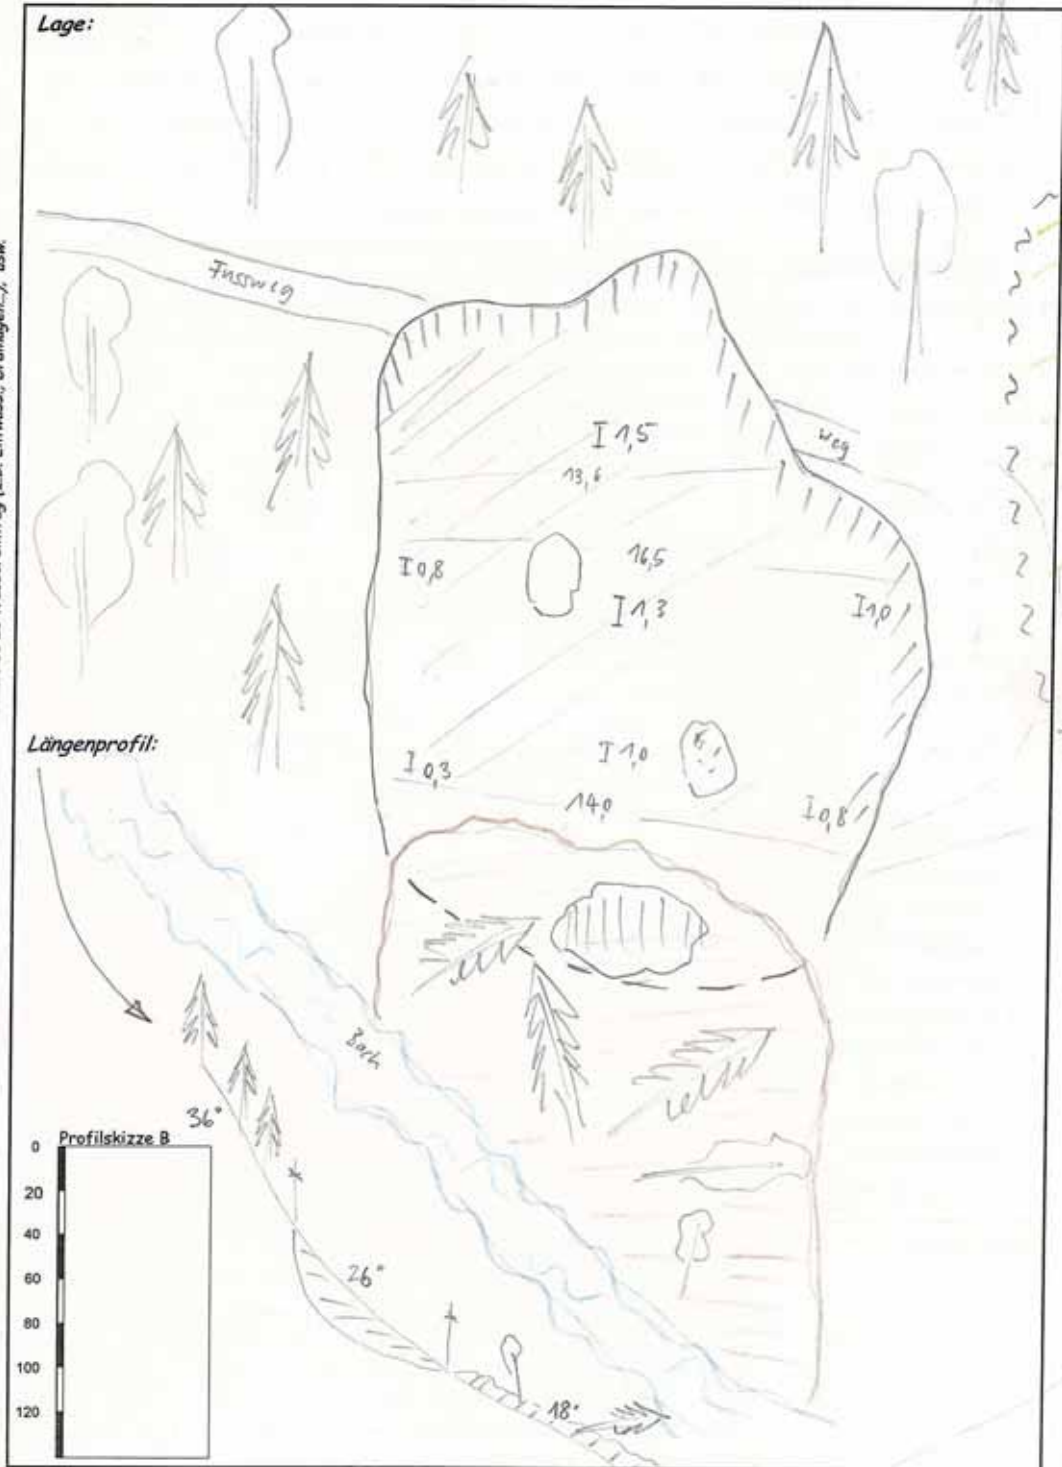 Lage:
Fussweg
I 1,5
Weg
13,6
16,5
I 0,8
I 1,3
I 1,0
Längenprofil:
I 1,0
I 0,3
14,0
I 0,8
Bach
36°
Profilskizze B
0
20
40
60
80
100
120
26°
18°